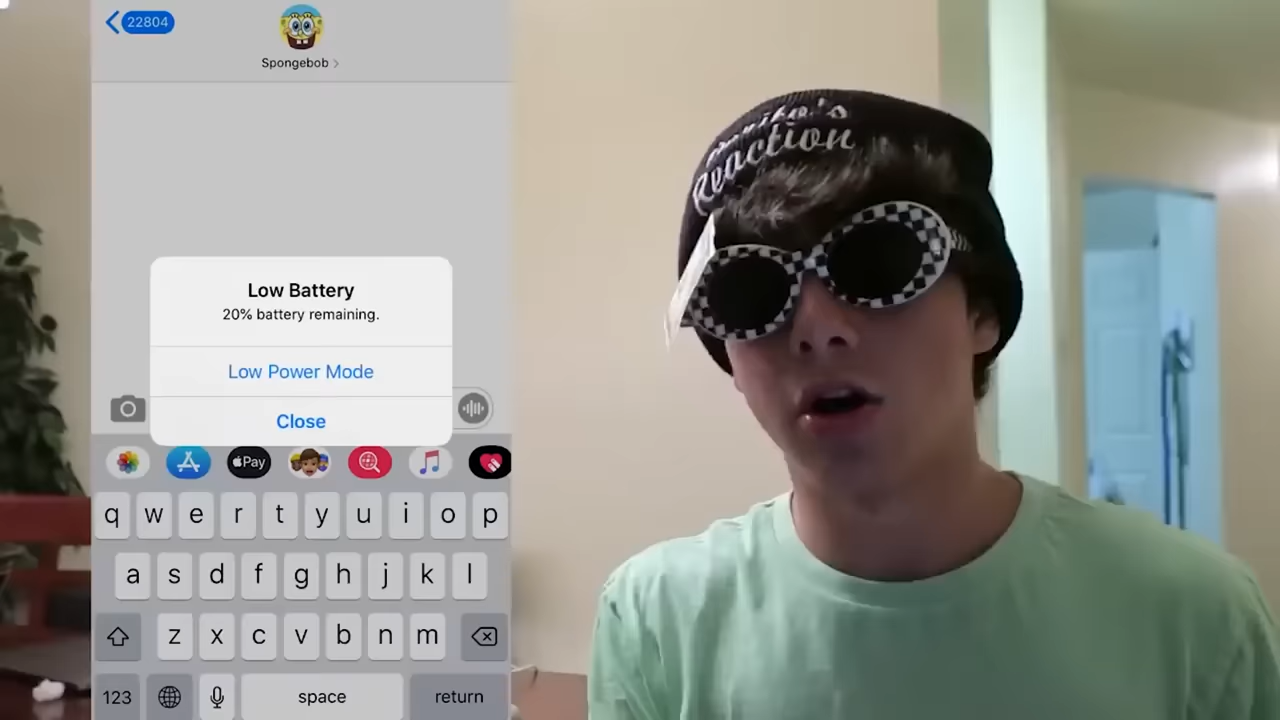 22804
Spongebob
Low Battery
20% battery remaining.
Low Power Mode
Close
Pay
q w e r t y u i o p
a s d f g h j k l
z x c v b n m
123 space return
Reaction